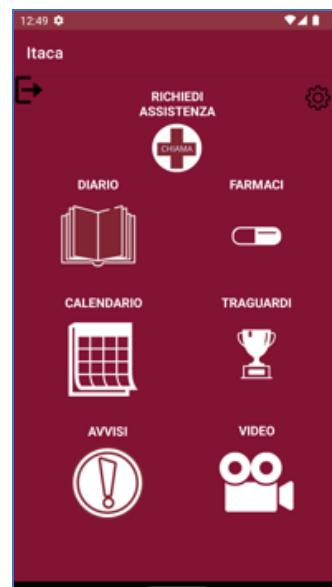 12:49
Itaca
RICHIEDI
ASSISTENZA
CHIAMA
DIARIO FARMACI
CALENDARIO TRAGUARDI
AVVISI VIDEO